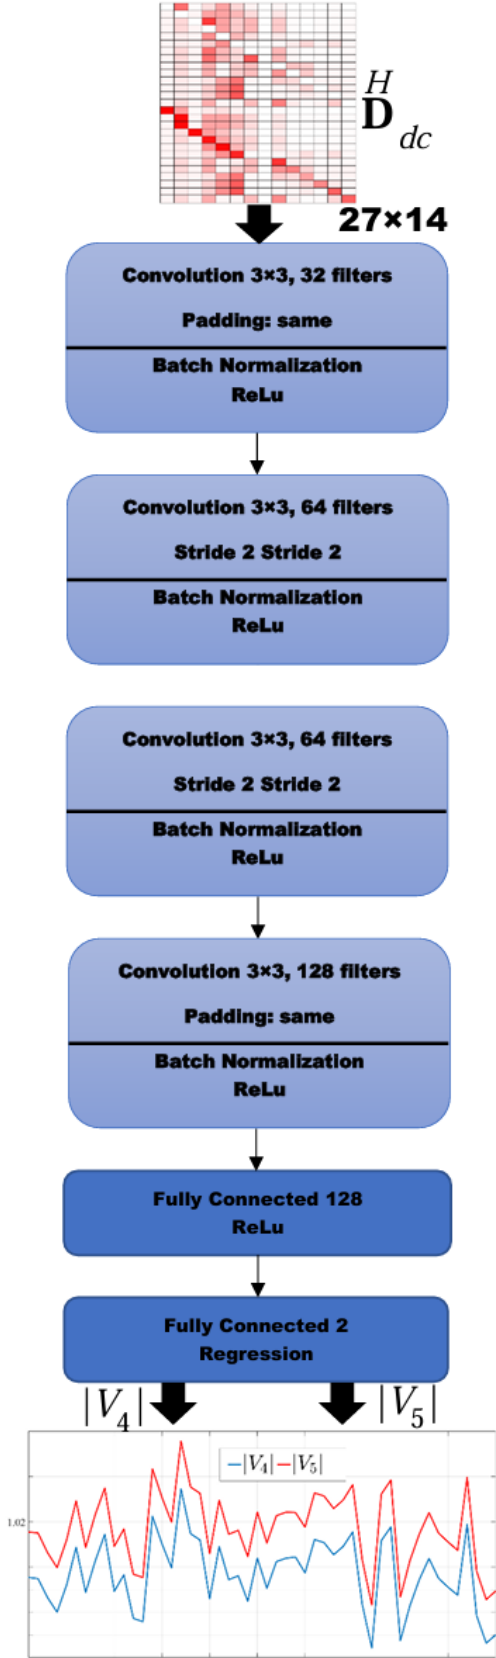 H
D dc
27×14
Convolution 3×3, 32 filters
Padding: same
Batch Normalization
ReLu
Convolution 3×3, 64 filters
Stride 2 Stride 2
Batch Normalization
ReLu
Convolution 3×3, 64 filters
Stride 2 Stride 2
Batch Normalization
ReLu
Convolution 3×3, 128 filters
Padding: same
Batch Normalization
ReLu
Fully Connected 128
ReLu
Fully Connected 2
Regression
|V4| |V5|
|V4| |V5|
1.02